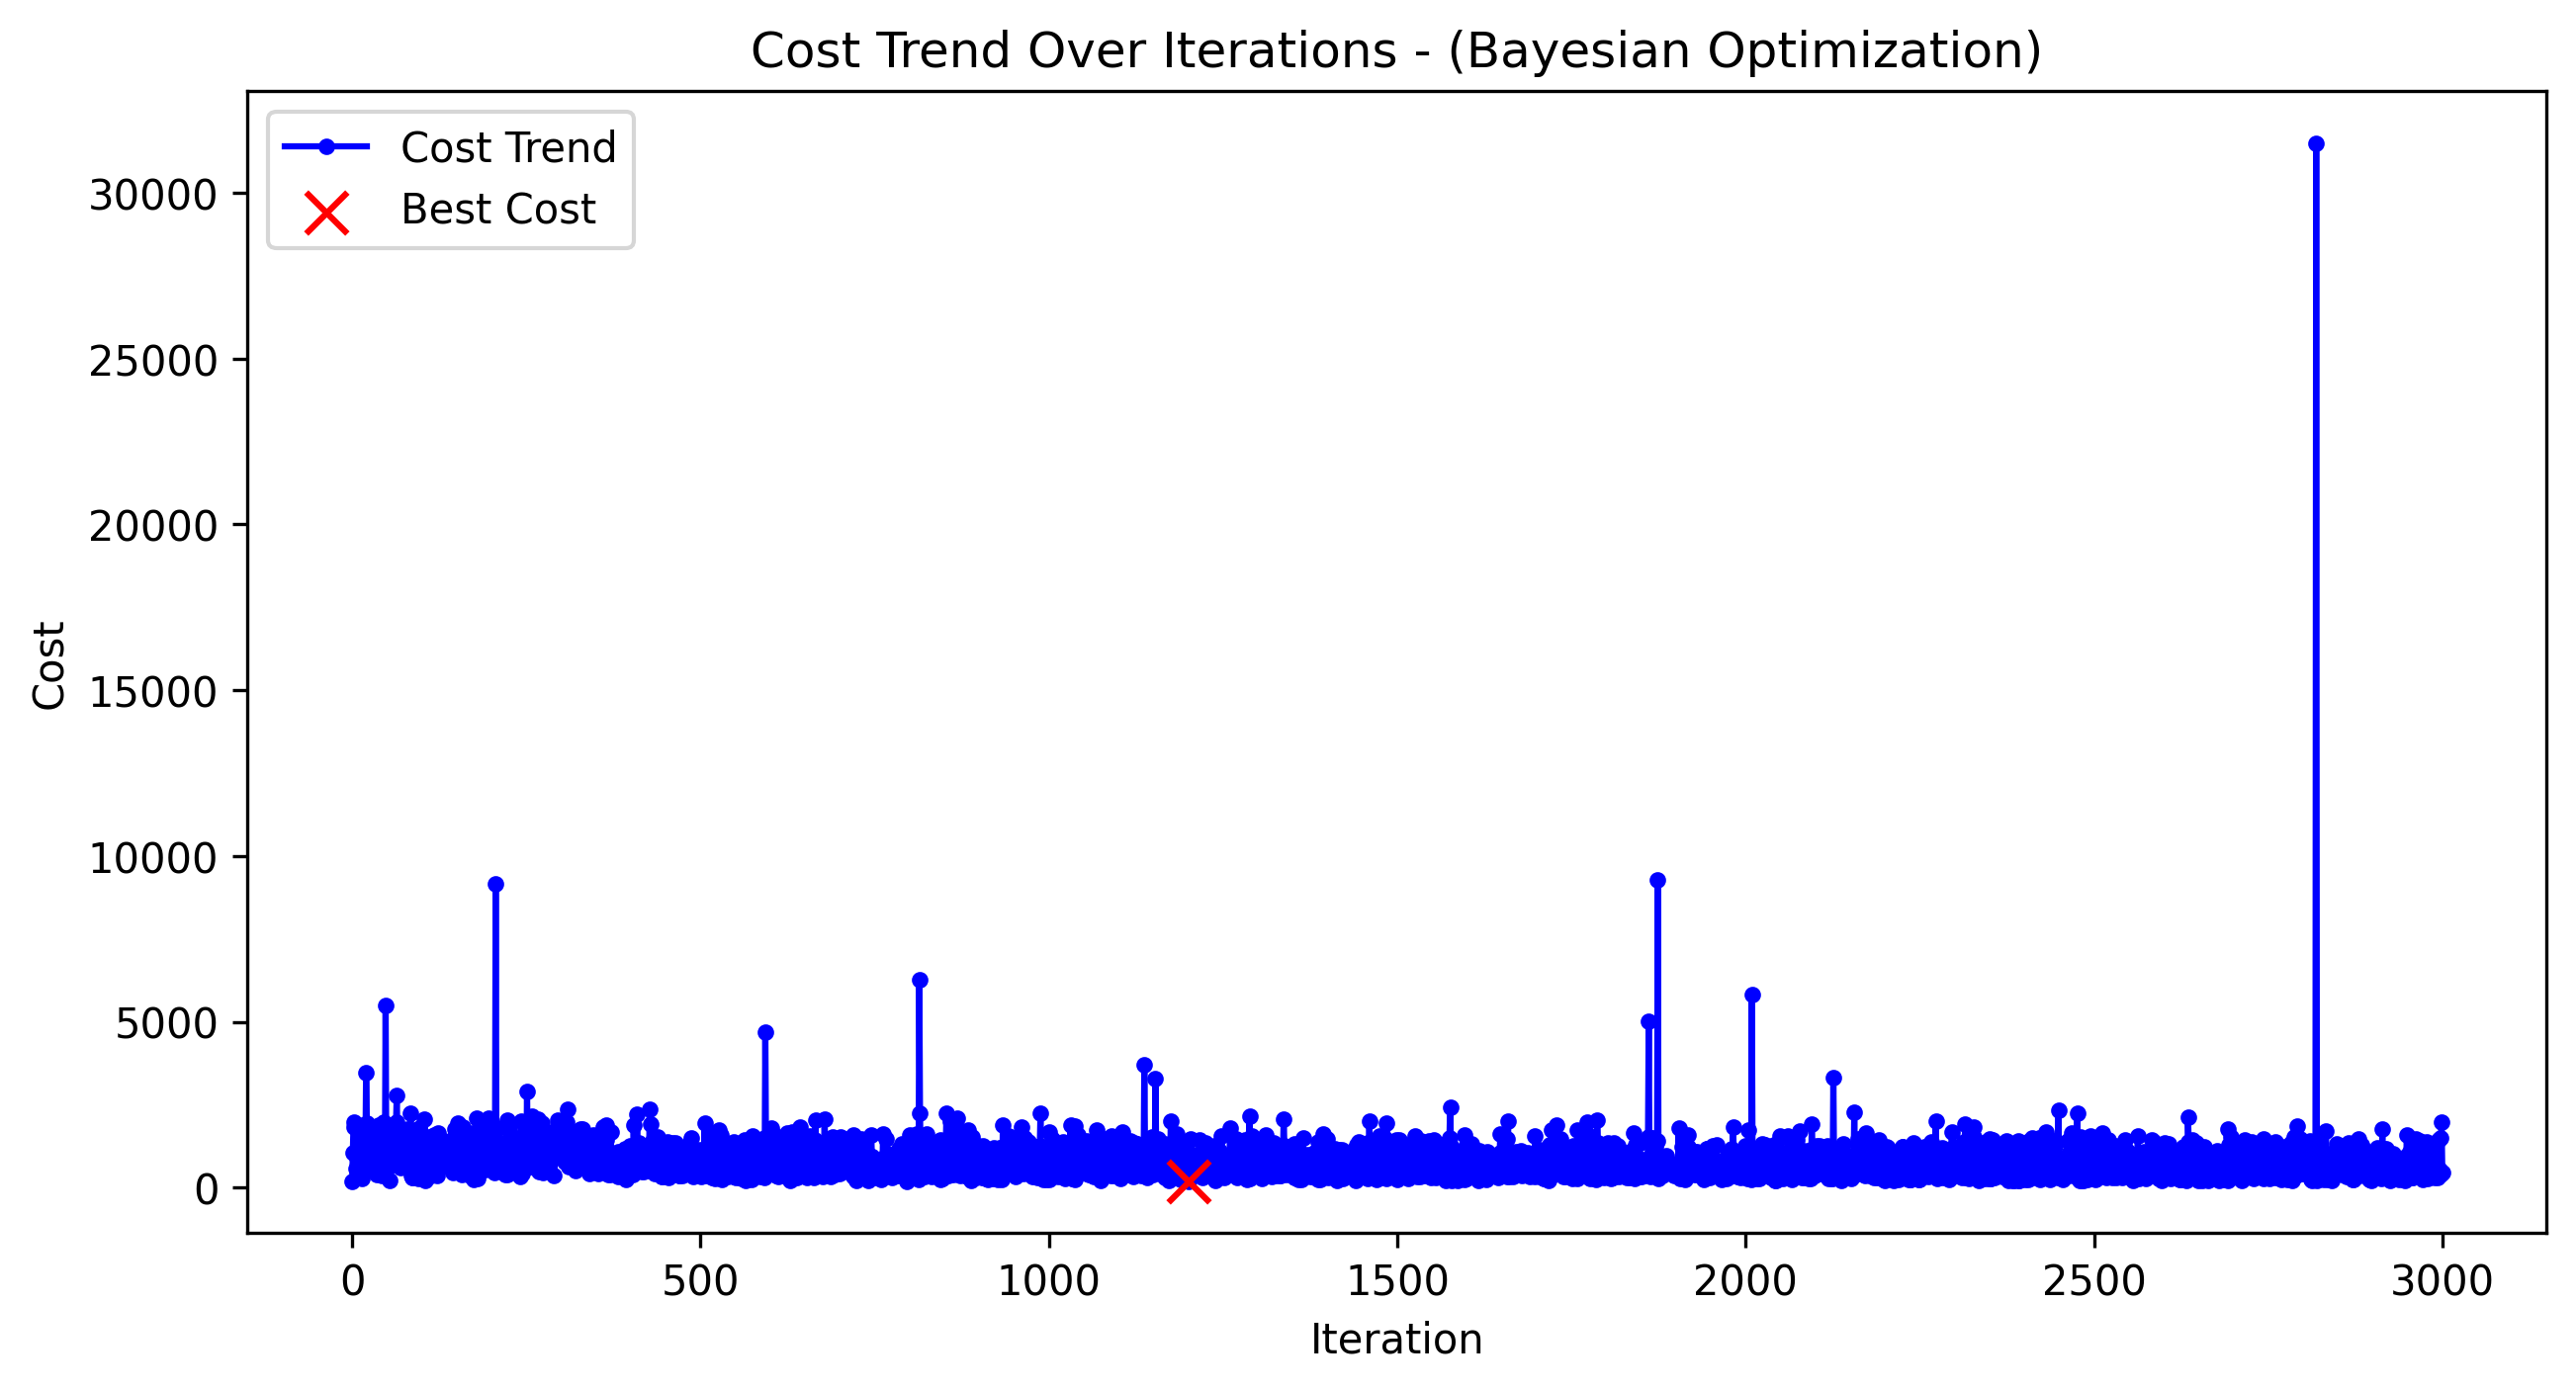 Cost Trend Over Iterations - (Bayesian Optimization)
Cost Trend
Best Cost
30000
25000
20000
15000
10000
5000
0
Cost
0 500 1000 1500 2000 2500 3000
Iteration